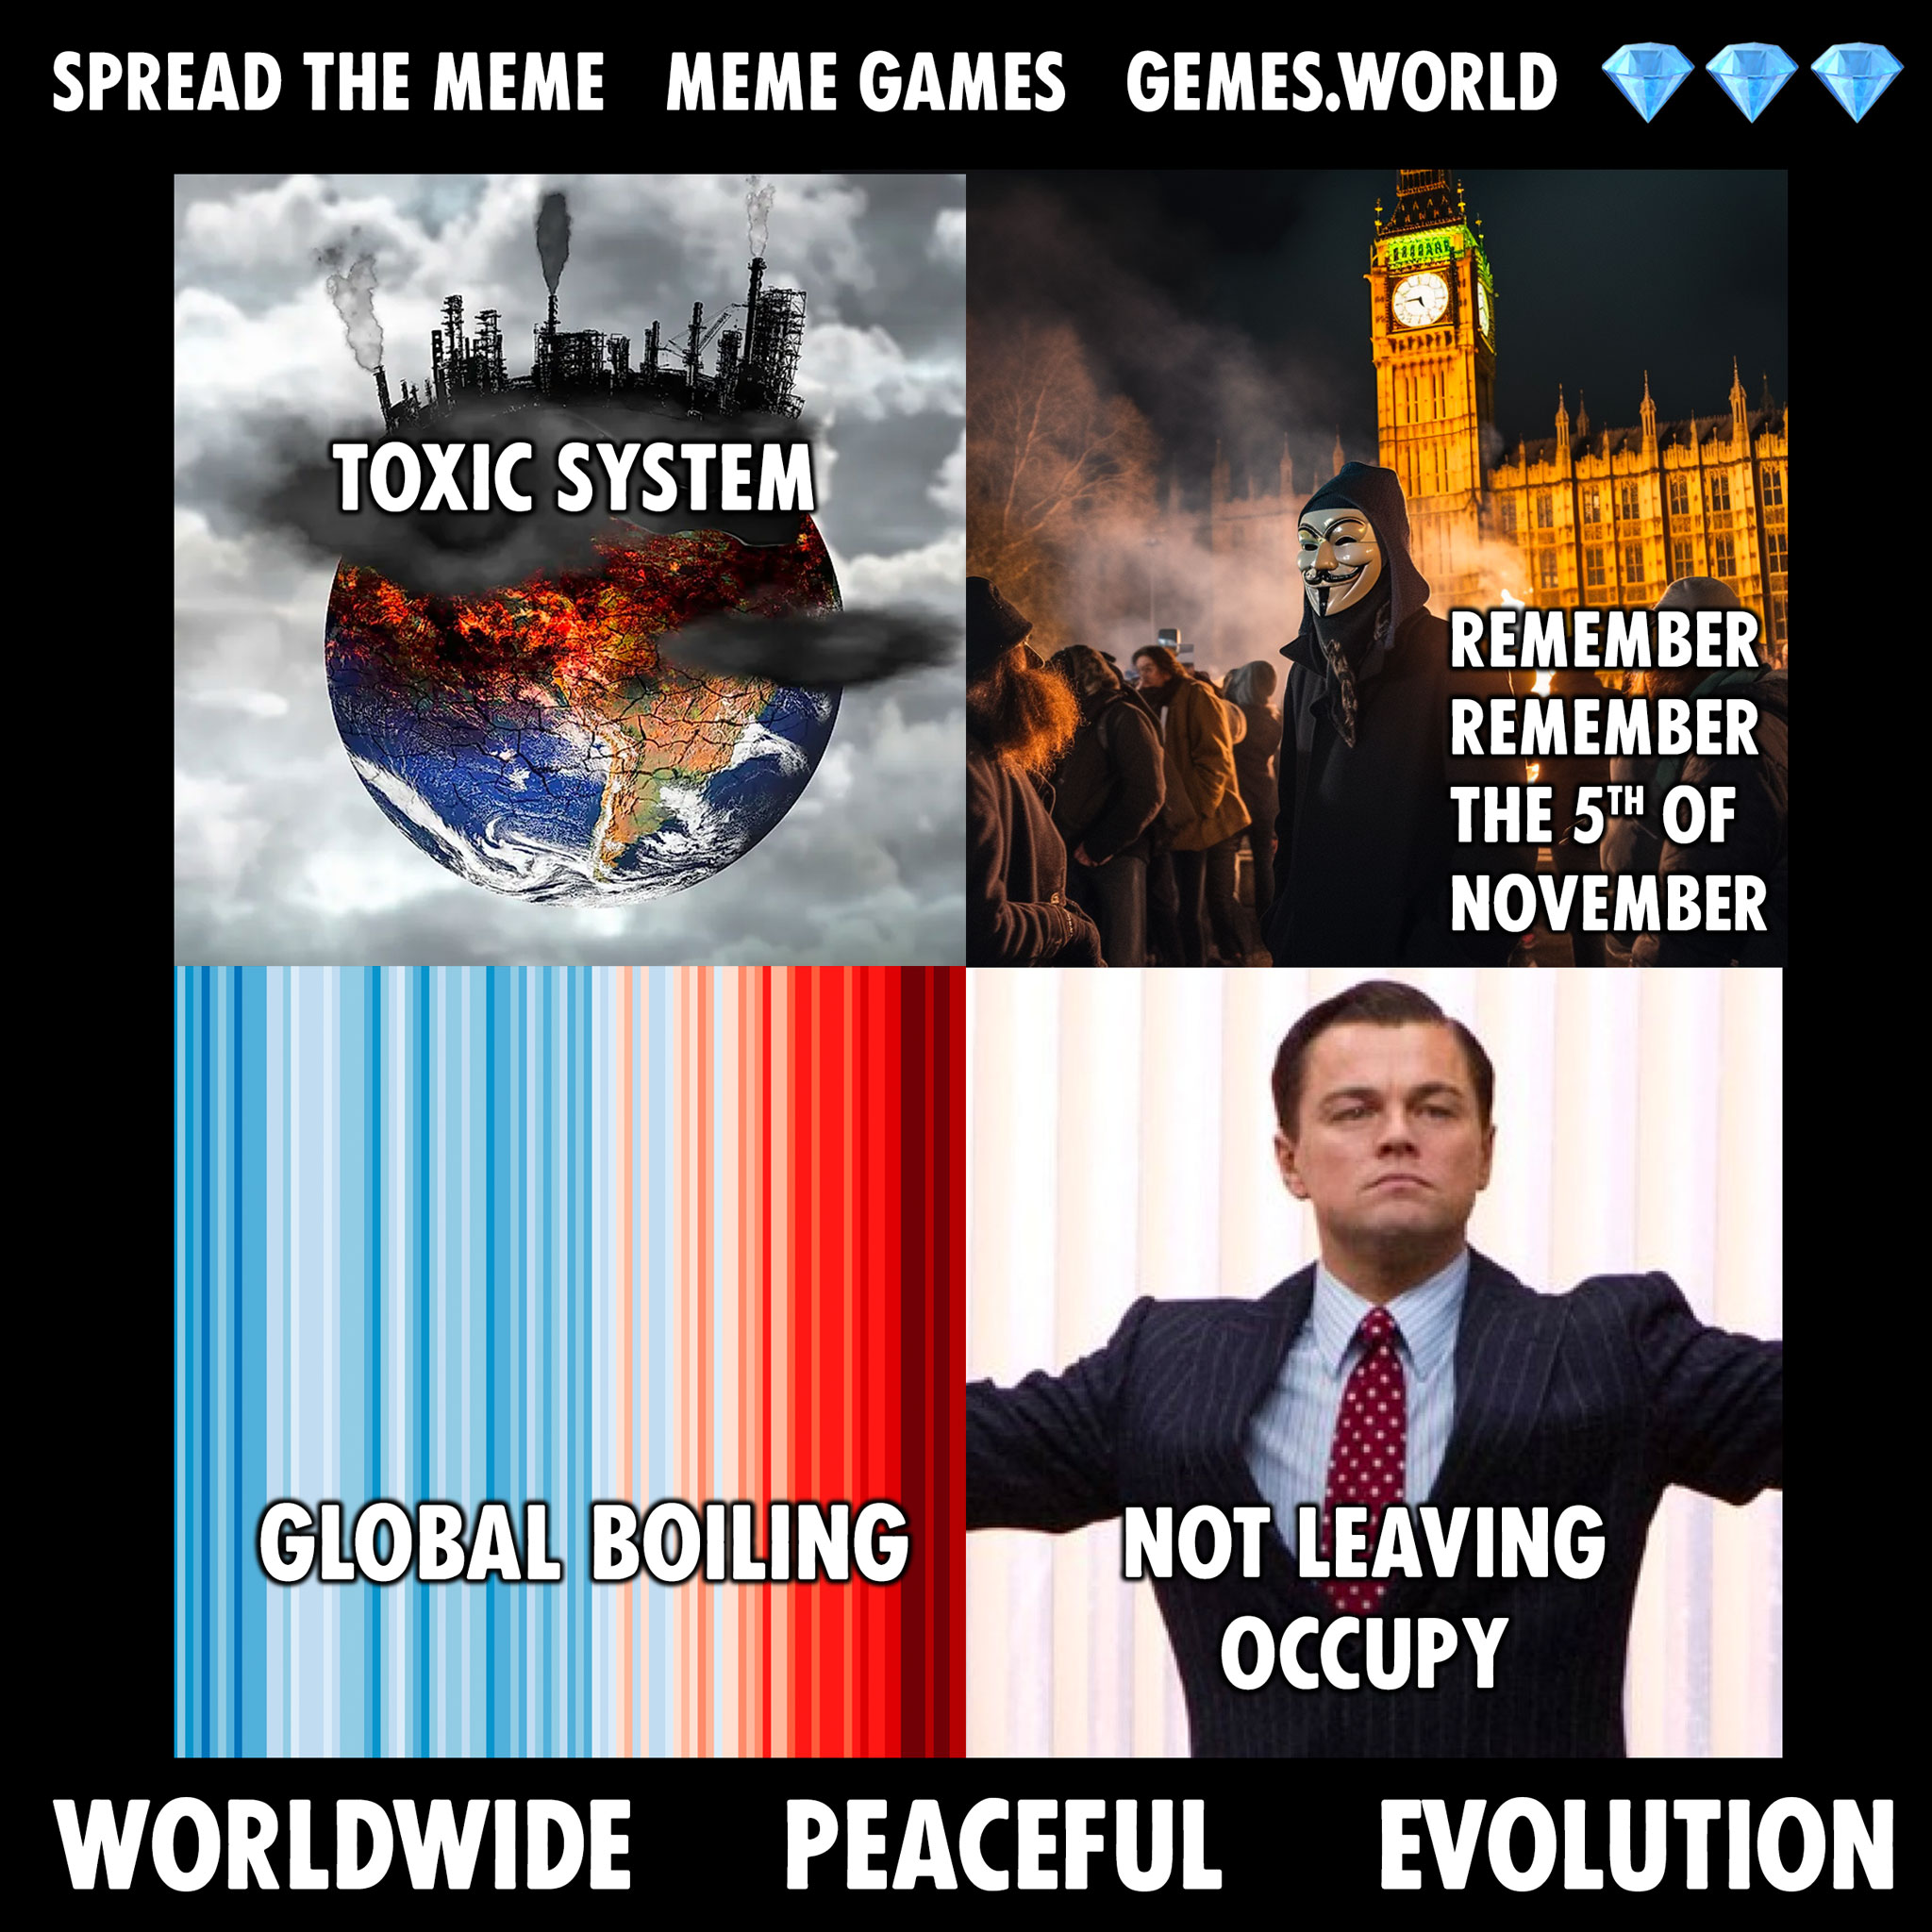 SPREAD THE MEME MEME GAMES GEMES.WORLD
TOXIC SYSTEM
REMEMBER
REMEMBER
THE 5TH OF
NOVEMBER
GLOBAL BOILING
NOT LEAVING
OCCUPY
WORLDWIDE PEACEFUL EVOLUTION